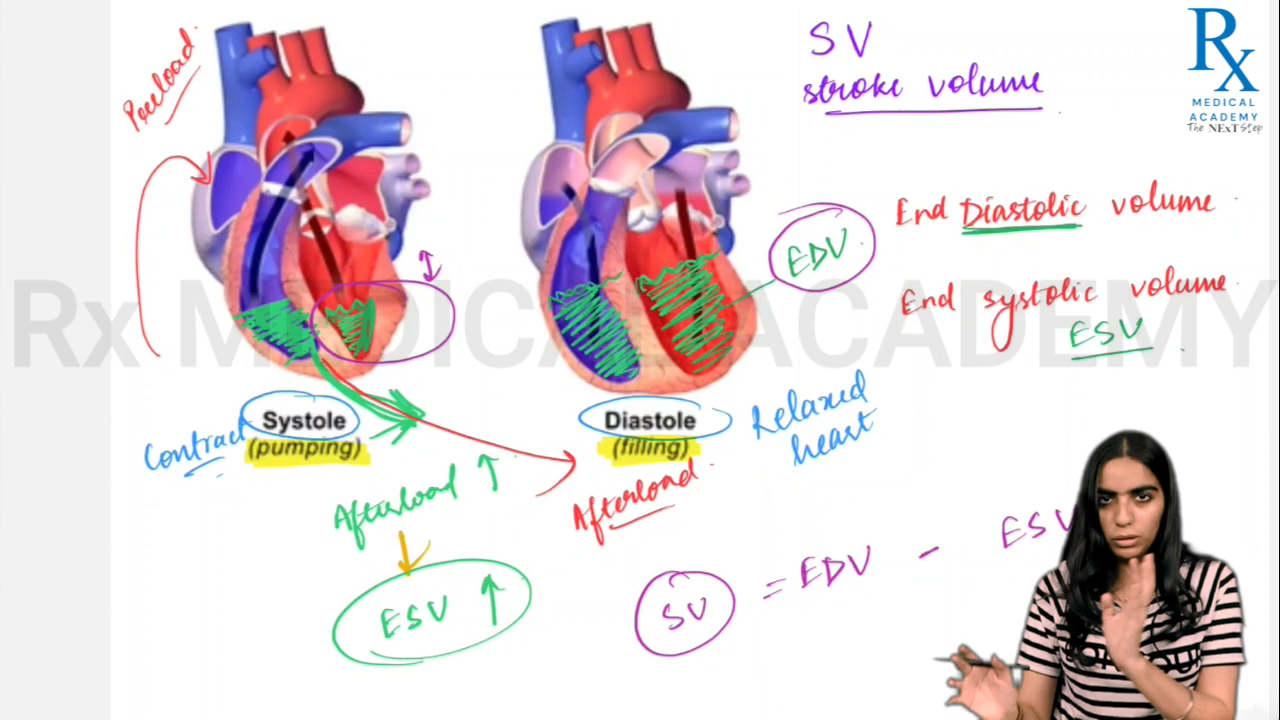 Preload
SV
stroke volume
Rx
MEDICAL
ACADEMY
The NExT Step
End Diastolic volume
EDV
End systolic volume
ESV
Rx MEDICAL ACADEMY
Systole
(pumping)
Contract
Diastole
(filling)
Relaxed
heart
Afterload ↑
Afterload
ESV ↑
SV = EDV - ESV